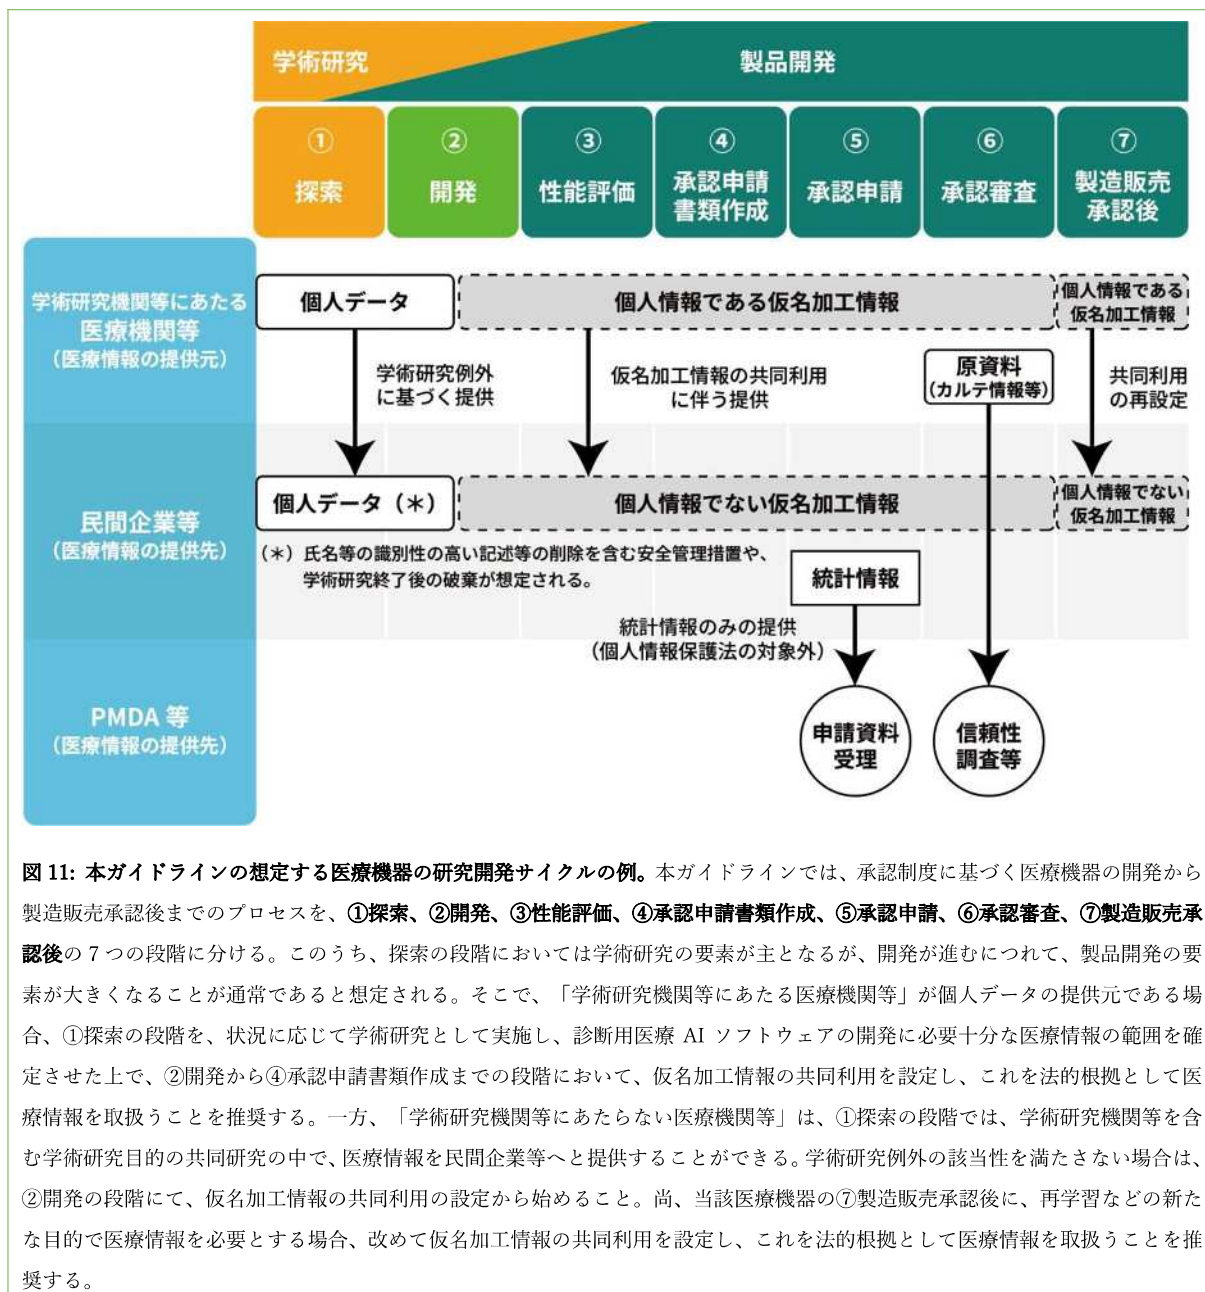 学術研究
製品開発
①
探索
②
開発
③
性能評価
④
承認申請
書類作成
⑤
承認申請
⑥
承認審査
⑦
製造販売
承認後
学術研究機関等にあたる
医療機関等
（医療情報の提供元）
個人データ
個人情報である仮名加工情報
個人情報である
仮名加工情報
学術研究例外
に基づく提供
仮名加工情報の共同利用
に伴う提供
原資料
（カルテ情報等）
共同利用
の再設定
民間企業等
（医療情報の提供先）
個人データ（＊）
個人情報でない仮名加工情報
個人情報でない
仮名加工情報
（＊）氏名等の識別性の高い記述等の削除を含む安全管理措置や、
学術研究終了後の破棄が想定される。
統計情報
統計情報のみの提供
（個人情報保護法の対象外）
PMDA 等
（医療情報の提供先）
申請資料
受理
信頼性
調査等
図 11: 本ガイドラインの想定する医療機器の研究開発サイクルの例。本ガイドラインでは、承認制度に基づく医療機器の開発から
製造販売承認後までのプロセスを、①探索、②開発、③性能評価、④承認申請書類作成、⑤承認申請、⑥承認審査、⑦製造販売承
認後の 7 つの段階に分ける。このうち、探索の段階においては学術研究の要素が主となるが、開発が進むにつれて、製品開発の要
素が大きくなることが通常であると想定される。そこで、「学術研究機関等にあたる医療機関等」が個人データの提供元である場
合、①探索の段階を、状況に応じて学術研究として実施し、診断用医療 AI ソフトウェアの開発に必要十分な医療情報の範囲を確
定させた上で、②開発から④承認申請書類作成までの段階において、仮名加工情報の共同利用を設定し、これを法的根拠として医
療情報を取扱うことを推奨する。一方、「学術研究機関等にあたらない医療機関等」は、①探索の段階では、学術研究機関等を含
む学術研究目的の共同研究の中で、医療情報を民間企業等へと提供することができる。学術研究例外の該当性を満たさない場合は、
②開発の段階にて、仮名加工情報の共同利用の設定から始めること。尚、当該医療機器の⑦製造販売承認後に、再学習などの新た
な目的で医療情報を必要とする場合、改めて仮名加工情報の共同利用を設定し、これを法的根拠として医療情報を取扱うことを推
奨する。